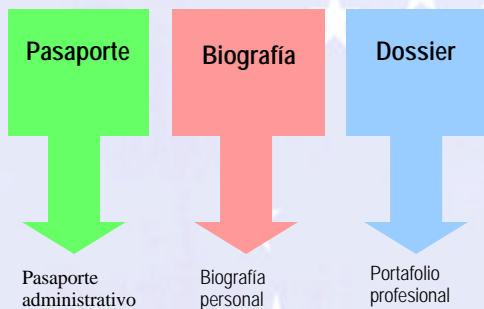 Pasaporte
Biografía
Dossier
Pasaporte
administrativo
Biografía
personal
Portafolio
profesional